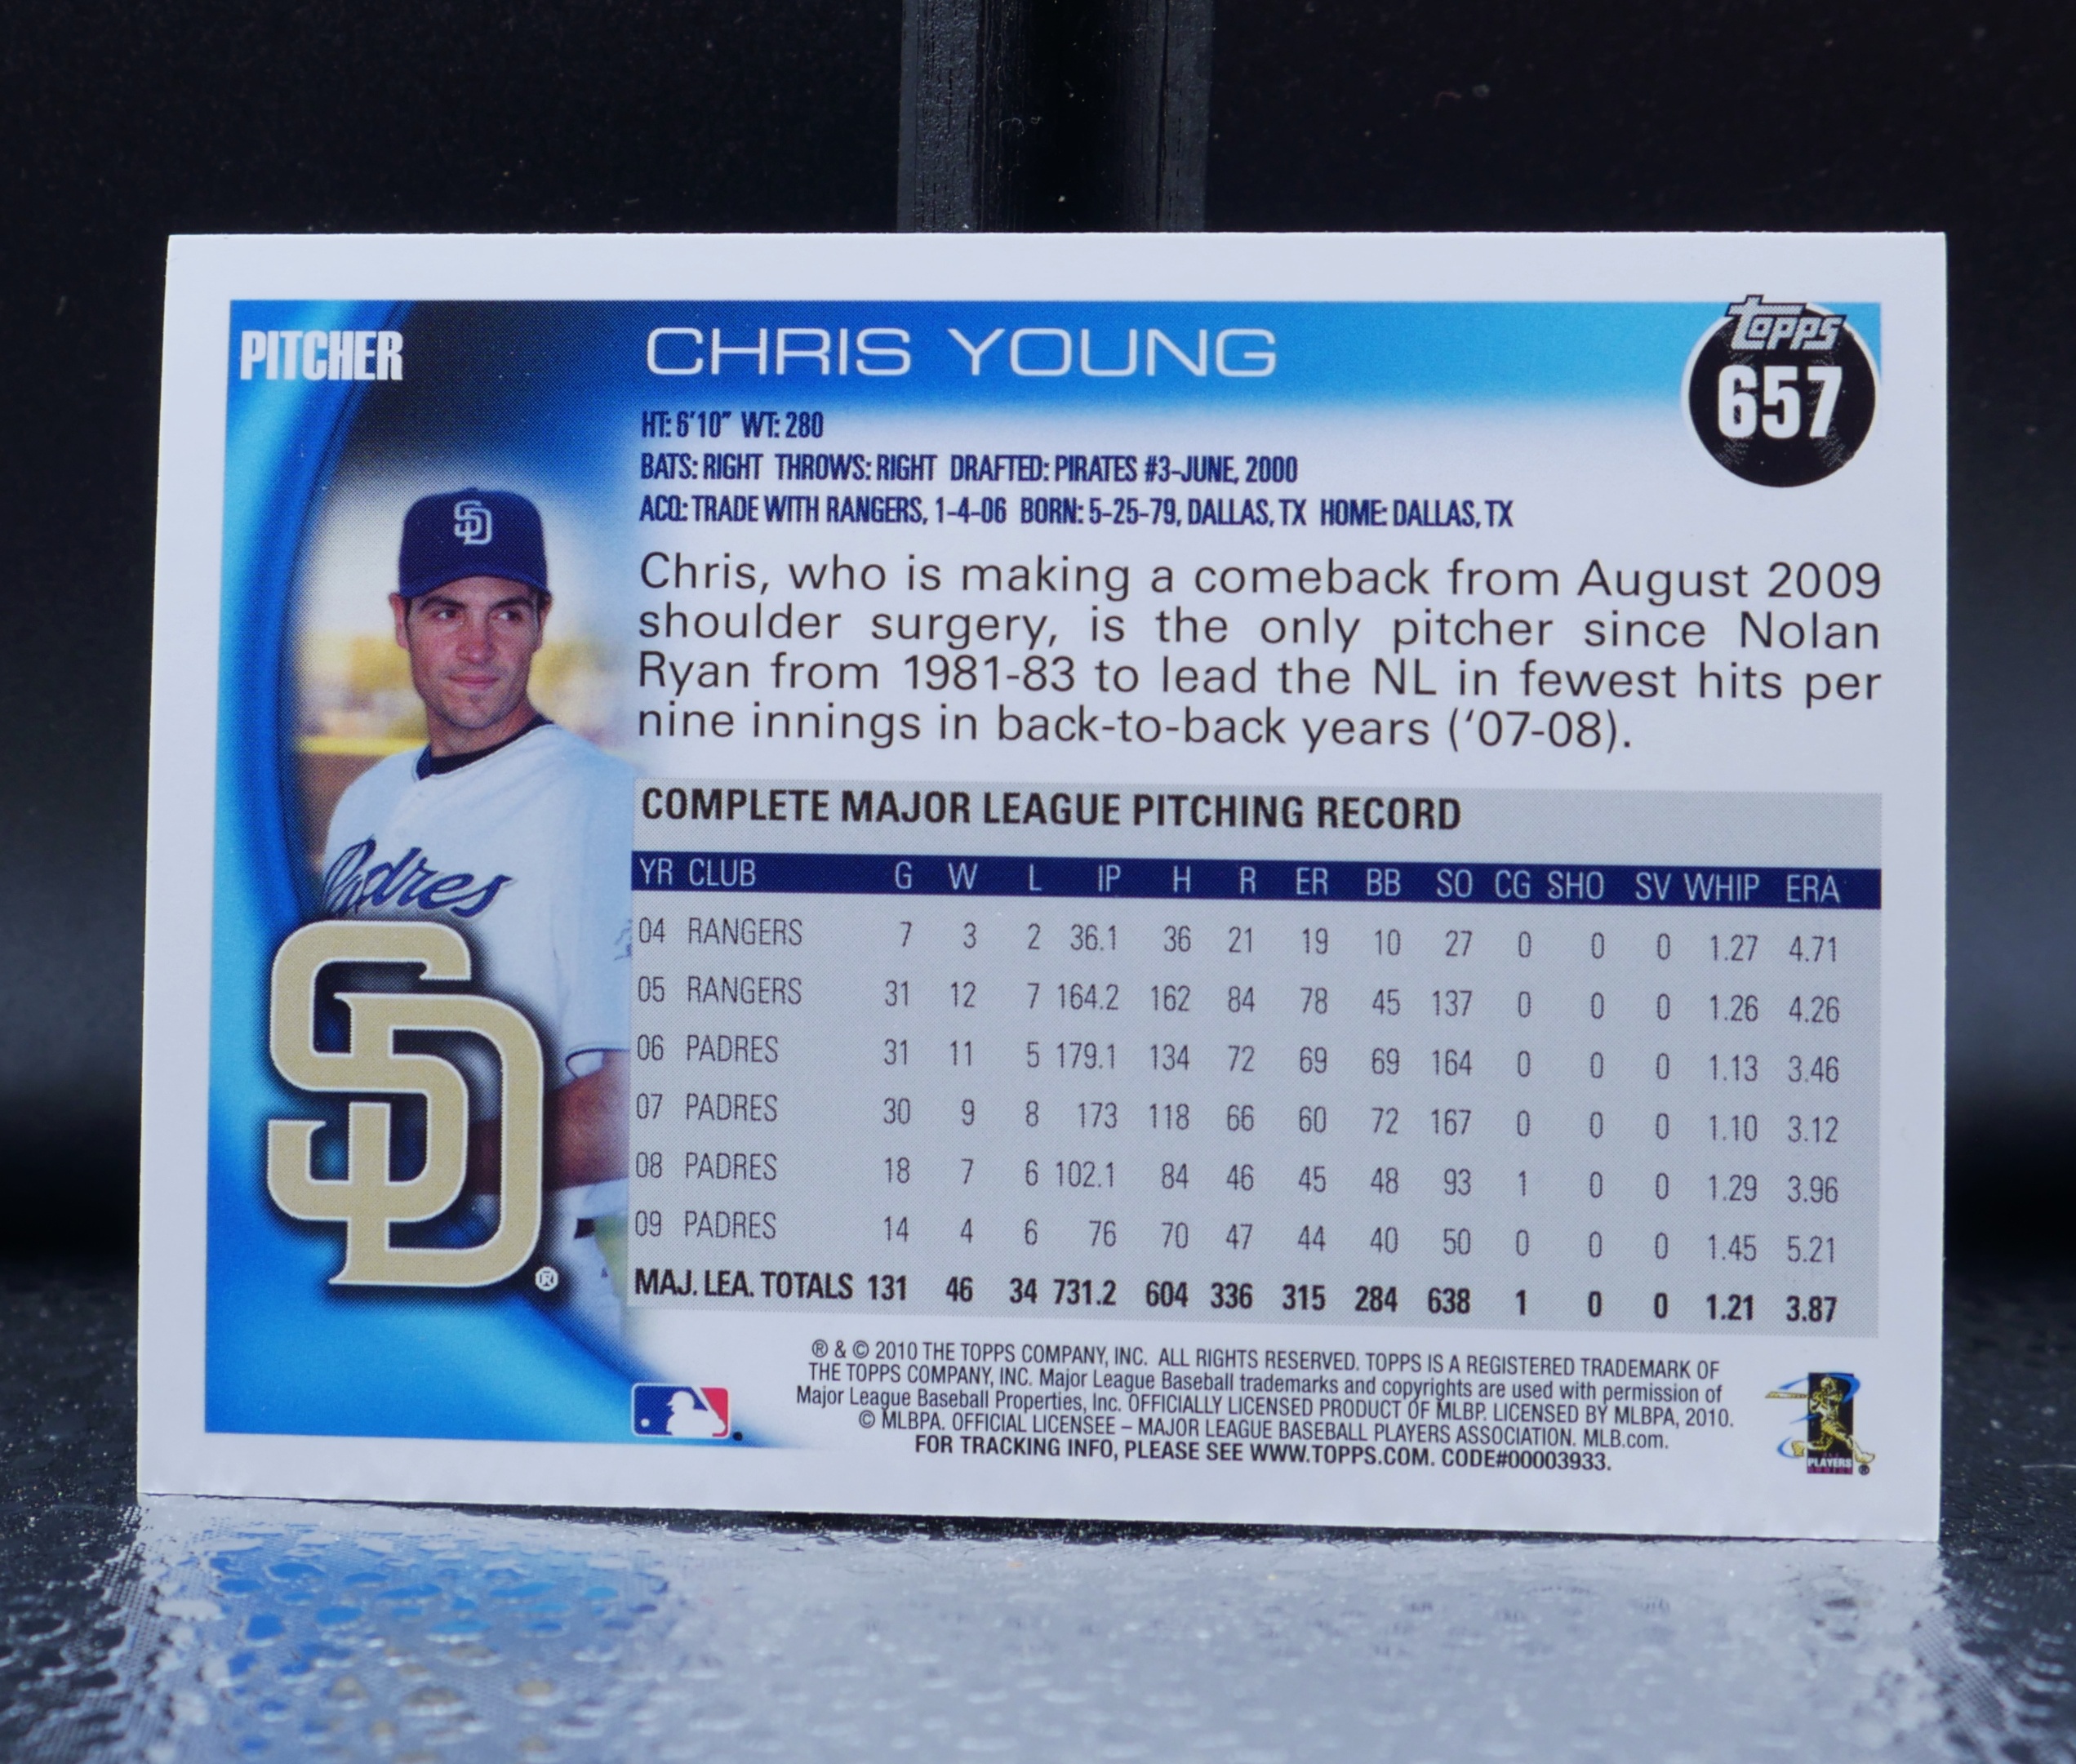 PITCHER
CHRIS YOUNG
Topps
657
HT: 6'10" WT: 280
BATS: RIGHT THROWS: RIGHT DRAFTED: PIRATES #3-JUNE, 2000
ACQ: TRADE WITH RANGERS, 1-4-06 BORN: 5-25-79, DALLAS, TX HOME: DALLAS, TX
SD
Chris, who is making a comeback from August 2009
shoulder surgery, is the only pitcher since Nolan
Ryan from 1981-83 to lead the NL in fewest hits per
nine innings in back-to-back years ('07-08).
Padres
SD®
COMPLETE MAJOR LEAGUE PITCHING RECORD
YR CLUB G W L IP H R ER BB SO CG SHO SV WHIP ERA
04 RANGERS 7 3 2 36.1 36 21 19 10 27 0 0 0 1.27 4.71
05 RANGERS 31 12 7 164.2 162 84 78 45 137 0 0 0 1.26 4.26
06 PADRES 31 11 5 179.1 134 72 69 69 164 0 0 0 1.13 3.46
07 PADRES 30 9 8 173 118 66 60 72 167 0 0 0 1.10 3.12
08 PADRES 18 7 6 102.1 84 46 45 48 93 1 0 0 1.29 3.96
09 PADRES 14 4 6 76 70 47 44 40 50 0 0 0 1.45 5.21
MAJ. LEA. TOTALS 131 46 34 731.2 604 336 315 284 638 1 0 0 1.21 3.87
® & © 2010 THE TOPPS COMPANY, INC. ALL RIGHTS RESERVED. TOPPS IS A REGISTERED TRADEMARK OF
THE TOPPS COMPANY, INC. Major League Baseball trademarks and copyrights are used with permission of
Major League Baseball Properties, Inc. OFFICIALLY LICENSED PRODUCT OF MLBP. LICENSED BY MLBPA, 2010.
© MLBPA. OFFICIAL LICENSEE – MAJOR LEAGUE BASEBALL PLAYERS ASSOCIATION. MLB.com.
FOR TRACKING INFO, PLEASE SEE WWW.TOPPS.COM. CODE#00003933.
PLAYERS